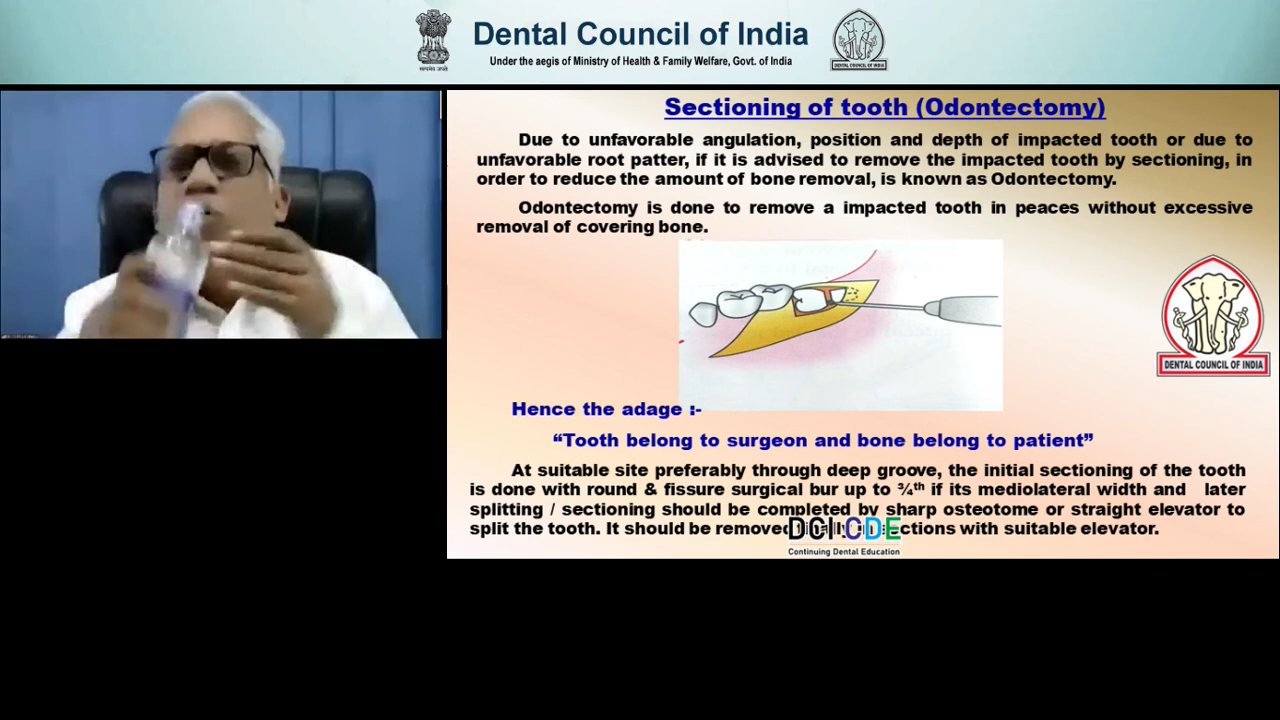 Dental Council of India
Under the aegis of Ministry of Health & Family Welfare, Govt. of India
सत्यमेव जयते
DENTAL COUNCIL OF INDIA
Sectioning of tooth (Odontectomy)
Due to unfavorable angulation, position and depth of impacted tooth or due to
unfavorable root patter, if it is advised to remove the impacted tooth by sectioning, in
order to reduce the amount of bone removal, is known as Odontectomy.
Odontectomy is done to remove a impacted tooth in peaces without excessive
removal of covering bone.
DENTAL COUNCIL OF INDIA
Hence the adage :-
“Tooth belong to surgeon and bone belong to patient”
At suitable site preferably through deep groove, the initial sectioning of the tooth
is done with round & fissure surgical bur up to ¾th if its mediolateral width and later
splitting / sectioning should be completed by sharp osteotome or straight elevator to
split the tooth. It should be removed sections with suitable elevator.
DCI CDE
Continuing Dental Education